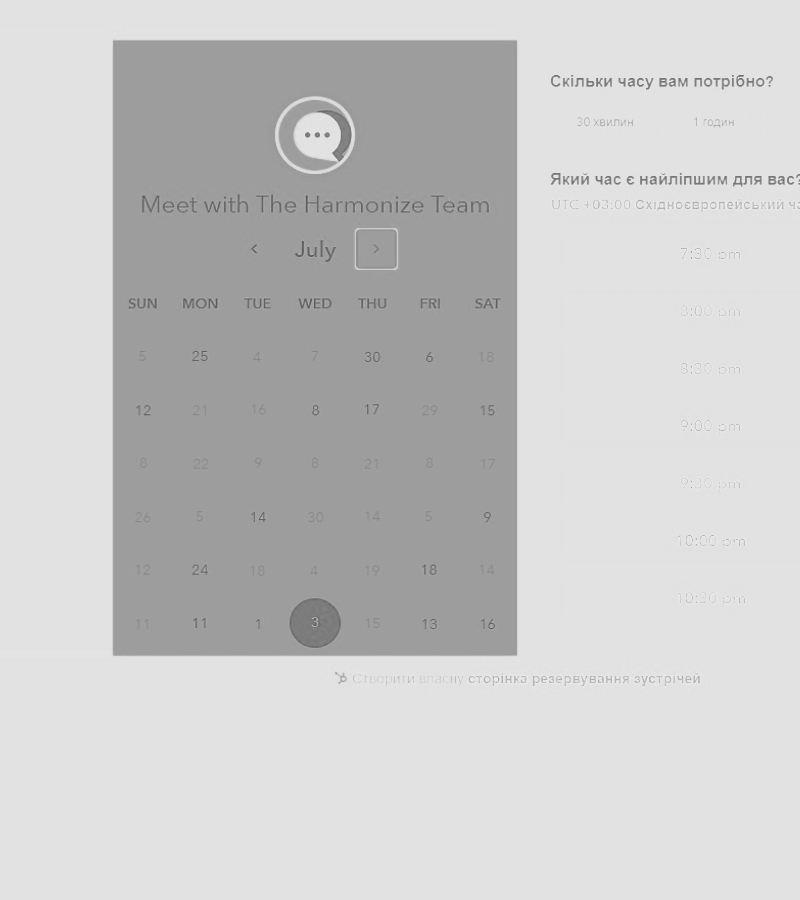 Meet with The Harmonize Team
July
SUN MON TUE WED THU FRI SAT
5 25 4 7 30 6 18
12 21 16 8 17 29 15
8 22 9 8 21 8 17
26 5 14 30 14 5 9
12 24 18 4 19 18 14
11 11 1 3 15 13 16
Скільки часу вам потрібно?
30 хвилин 1 годин
Який час є найліпшим для вас?
UTC +03:00 Східноєвропейський
7:30 pm
8:00 pm
8:30 pm
9:00 pm
9:30 pm
10:00 pm
10:30 pm
Створити власну сторінка резервування зустрічей